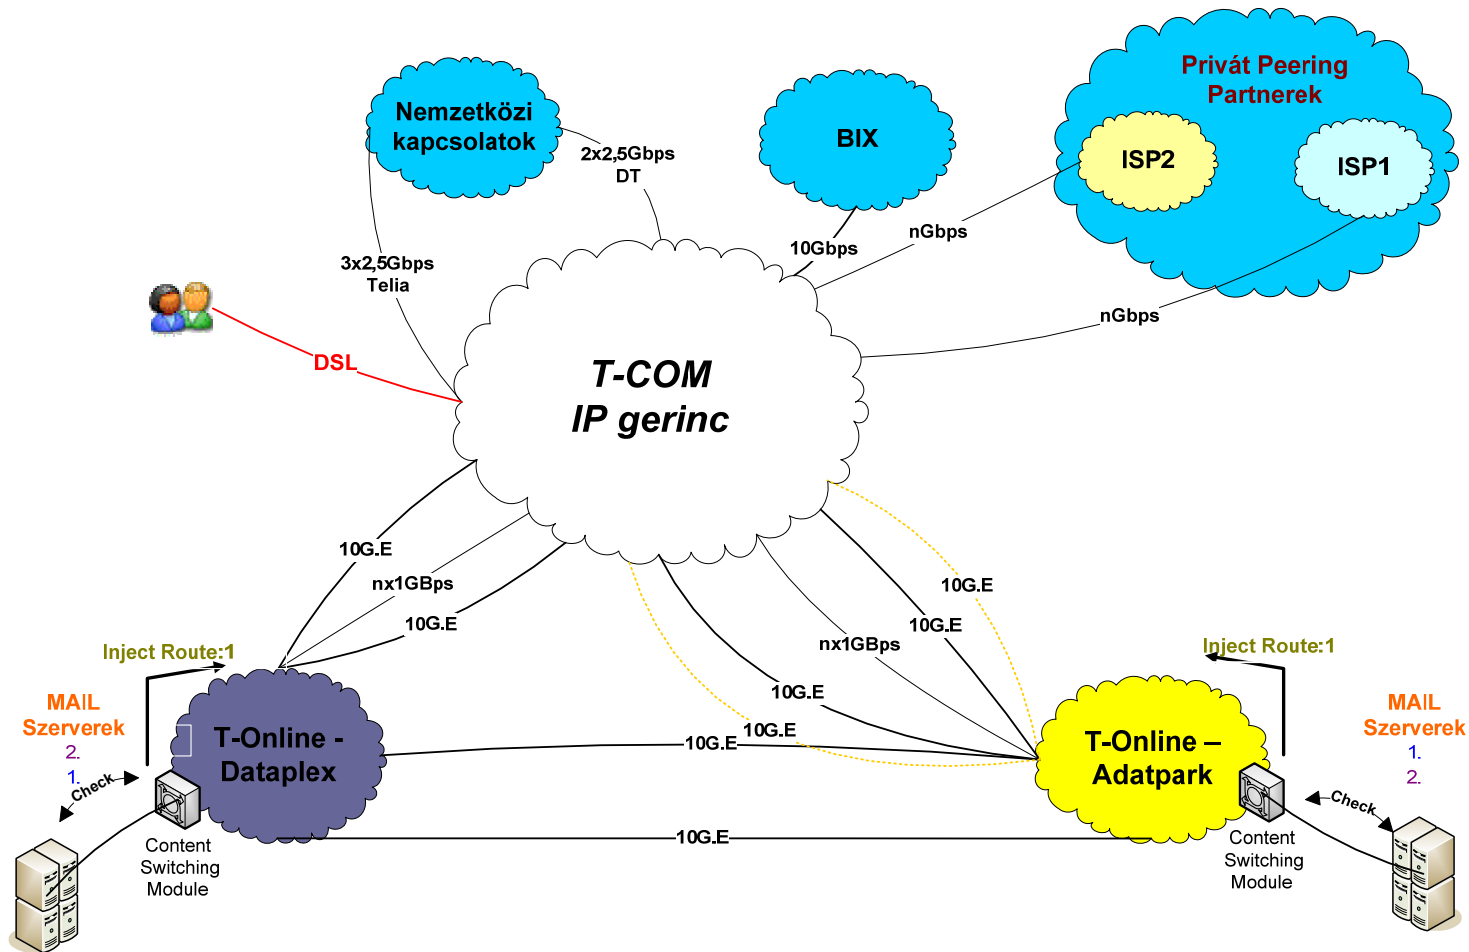 Nemzetközi
kapcsolatok
2x2,5Gbps
DT
BIX
Privát Peering
Partnerek
ISP2
ISP1
nGbps
10Gbps
3x2,5Gbps
Telia
nGbps
DSL
T-COM
IP gerinc
10G.E
nx1GBps
10G.E
10G.E
10G.E
nx1GBps
10G.E
10G.E
10G.E
Inject Route:1
MAIL
Szerverek
2.
1.
Check
T-Online -
Dataplex
Content
Switching
Module
10G.E
10G.E
T-Online –
Adatpark
Inject Route:1
MAIL
Szerverek
1.
2.
Check
Content
Switching
Module